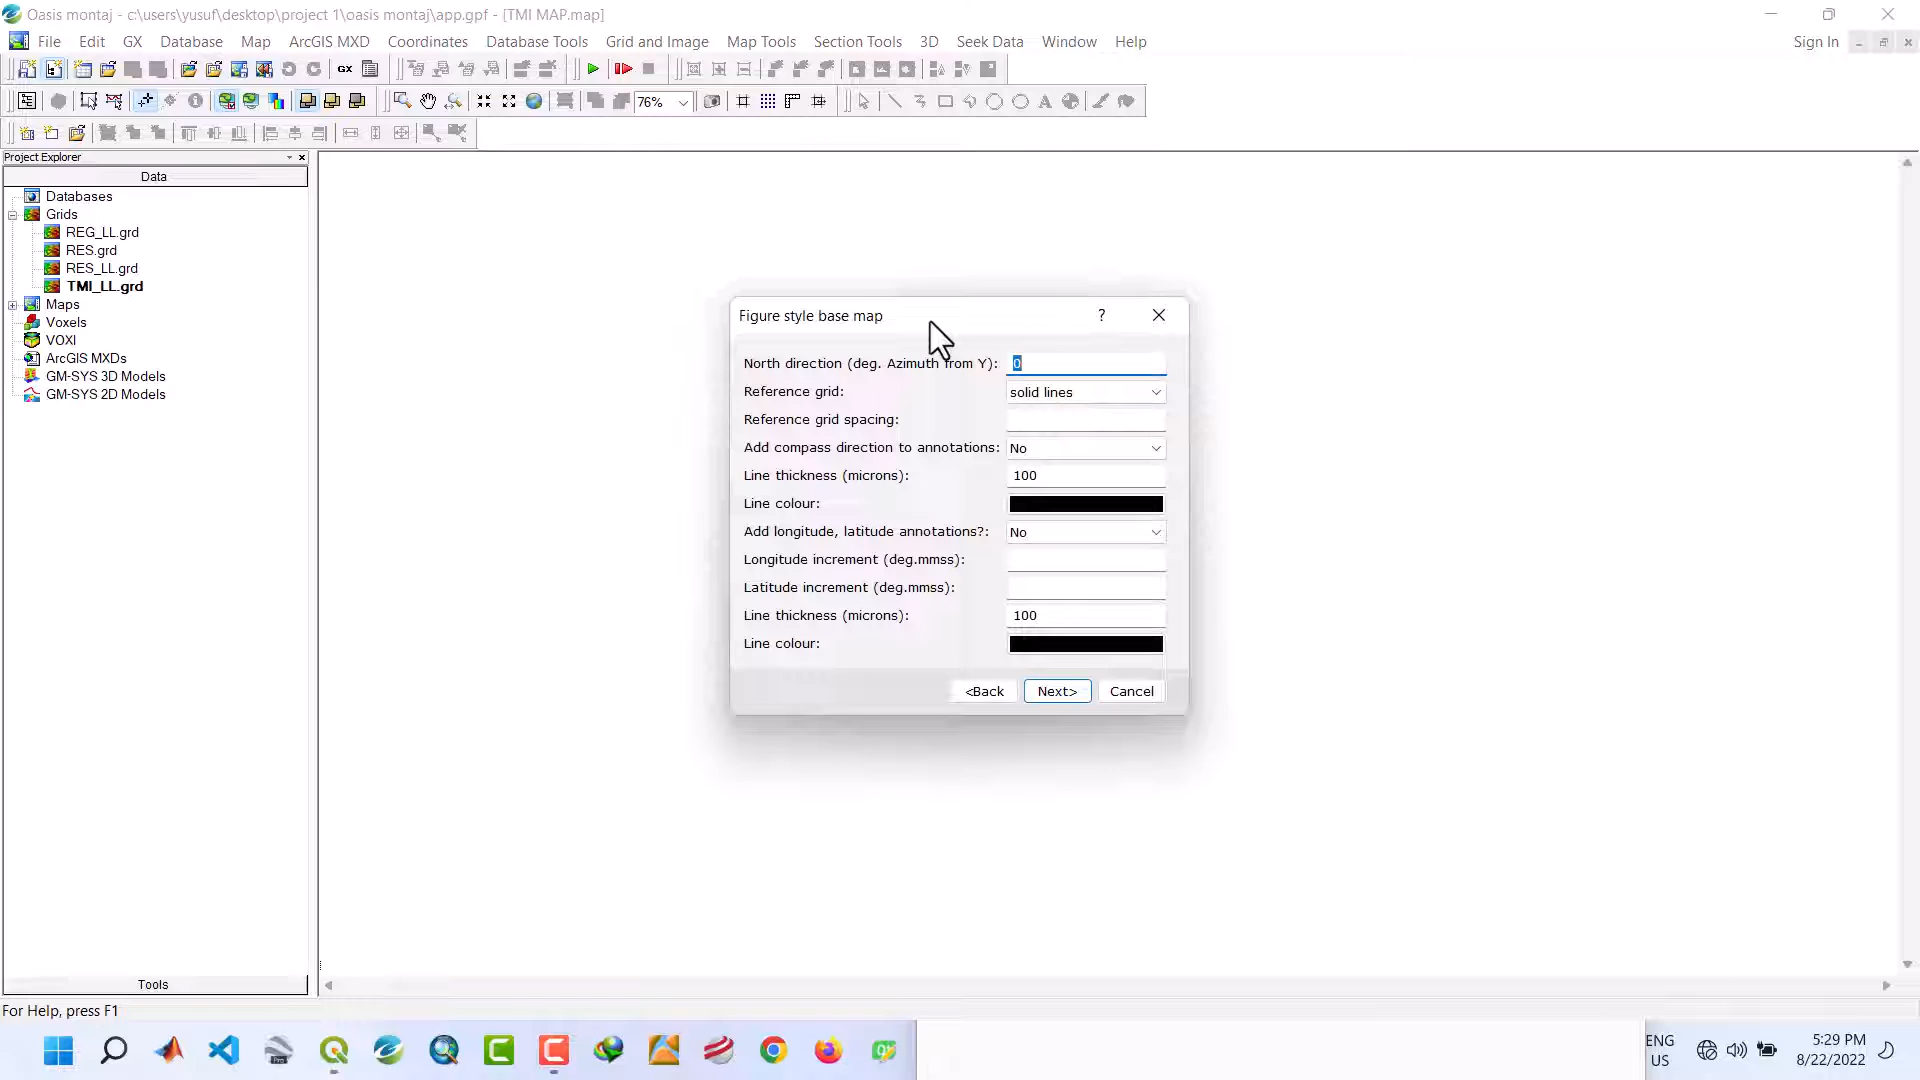 Oasis montaj - c:\users\yusuf\desktop\project 1\oasis montaj\app.gpf - [TMI MAP.map]
File Edit GX Database Map ArcGIS MXD Coordinates Database Tools Grid and Image Map Tools Section Tools 3D Seek Data Window Help Sign In
GX
76%
Project Explorer
Data
Databases
Grids
REG_LL.grd
RES.grd
RES_LL.grd
TMI_LL.grd
Maps
Voxels
VOXI
ArcGIS MXDs
GM-SYS 3D Models
GM-SYS 2D Models
Tools
Figure style base map ?
North direction (deg. Azimuth from Y): 0
Reference grid: solid lines
Reference grid spacing:
Add compass direction to annotations: No
Line thickness (microns): 100
Line colour:
Add longitude, latitude annotations?: No
Longitude increment (deg.mmss):
Latitude increment (deg.mmss):
Line thickness (microns): 100
Line colour:
<Back Next> Cancel
For Help, press F1
ENG
US
5:29 PM
8/22/2022